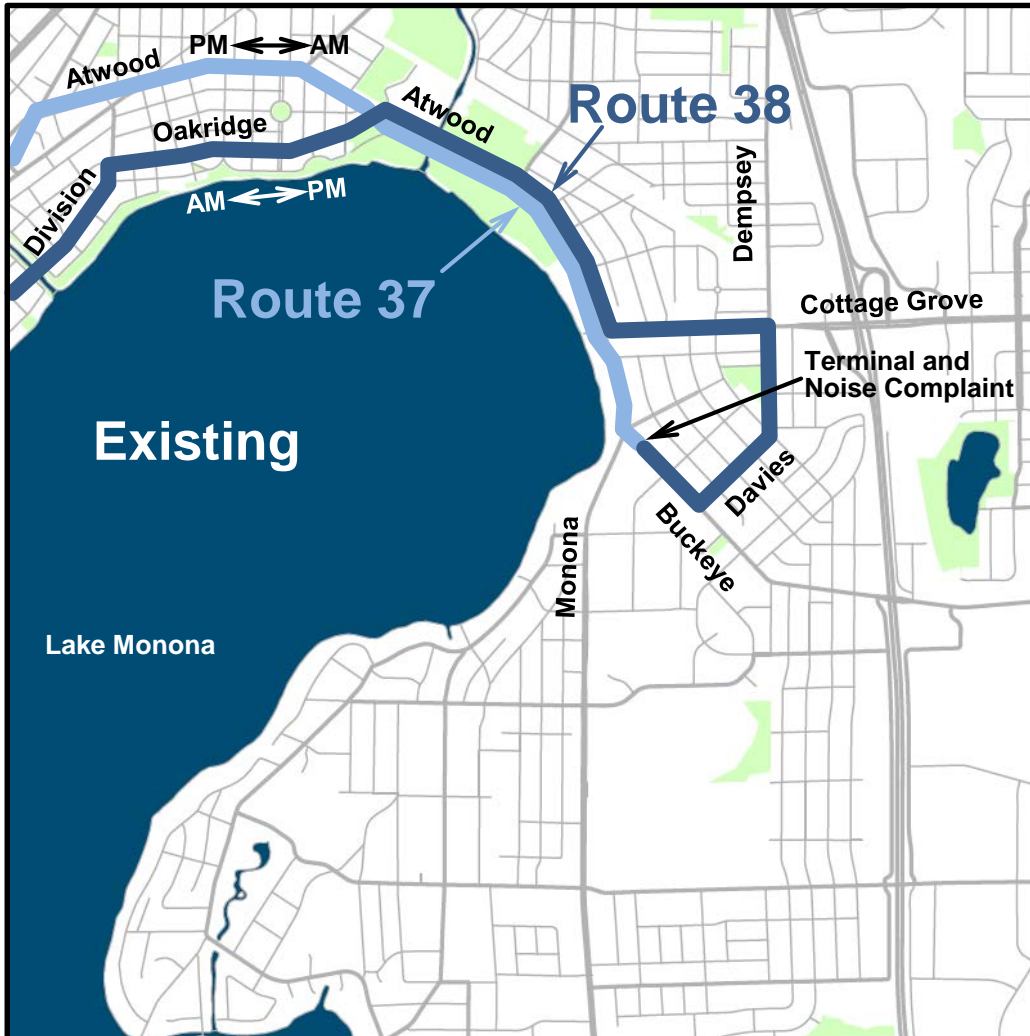 PM AM
Atwood
Atwood
Route 38
Oakridge
Division
AM PM
Dempsey
Route 37
Cottage Grove
Terminal and
Noise Complaint
Existing
Davies
Buckeye
Monona
Lake Monona